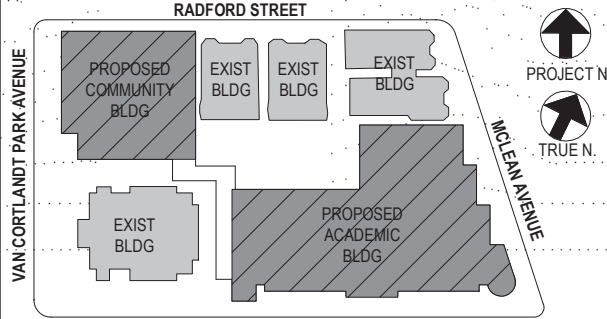 RADFORD STREET
VAN CORTLANDT PARK AVENUE
PROPOSED
COMMUNITY
BLDG
EXIST
BLDG
EXIST
BLDG
EXIST
BLDG
PROJECT N
TRUE N.
MCLEAN AVENUE
EXIST
BLDG
PROPOSED
ACADEMIC
BLDG